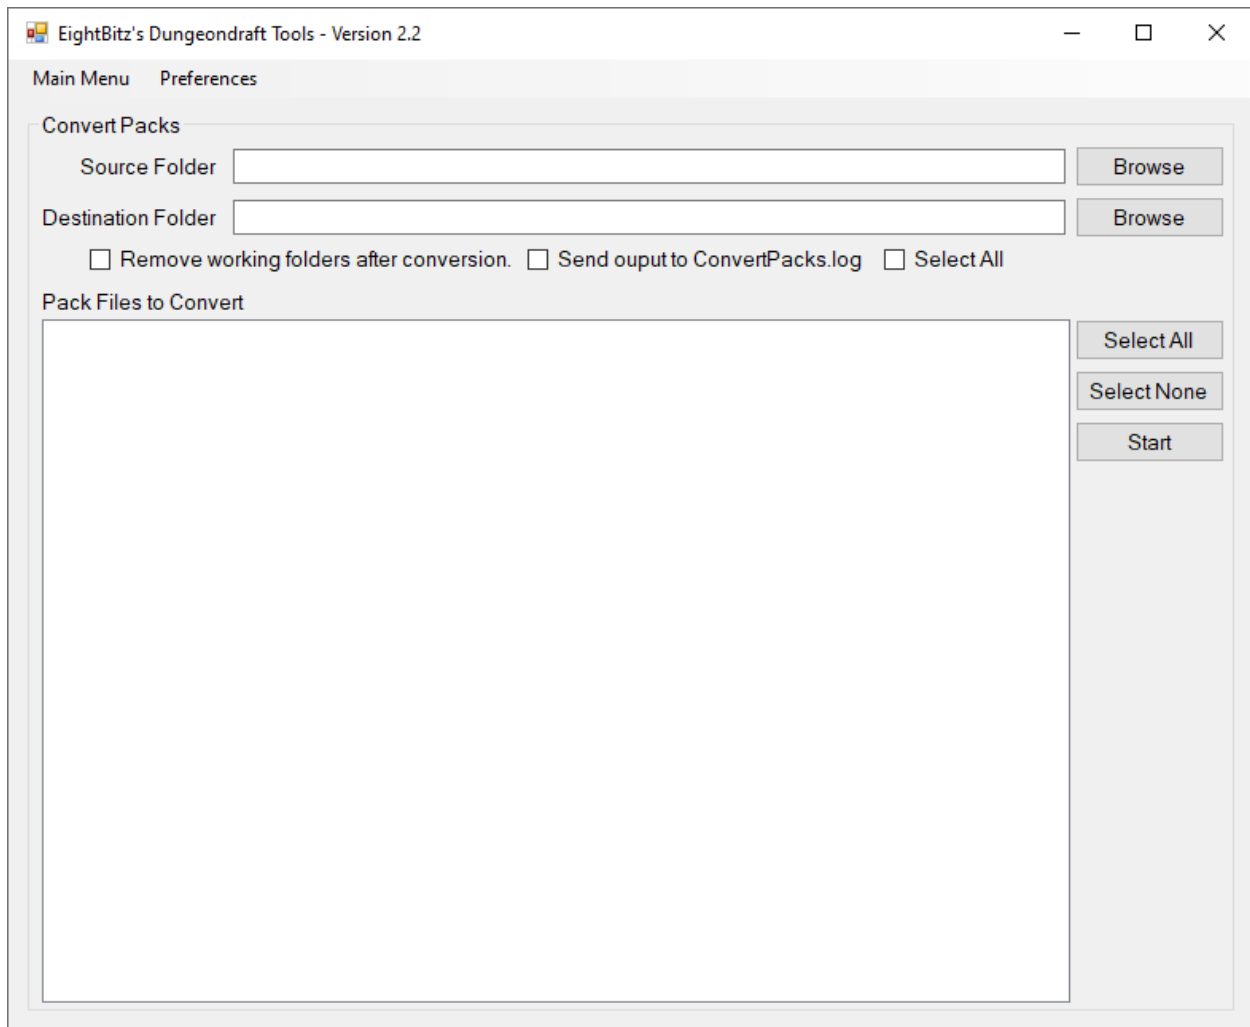 EightBitz's Dungeondraft Tools - Version 2.2
Main Menu Preferences
Convert Packs
Source Folder Browse
Destination Folder Browse
Remove working folders after conversion. Send ouput to ConvertPacks.log Select All
Pack Files to Convert
Select All
Select None
Start